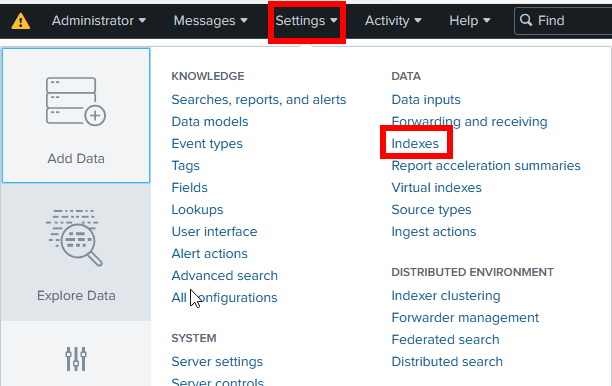 Administrator Messages Settings Activity Help Find
Add Data
Explore Data
KNOWLEDGE
Searches, reports, and alerts
Data models
Event types
Tags
Fields
Lookups
User interface
Alert actions
Advanced search
All configurations
SYSTEM
Server settings
Server controls
DATA
Data inputs
Forwarding and receiving
Indexes
Report acceleration summaries
Virtual indexes
Source types
Ingest actions
DISTRIBUTED ENVIRONMENT
Indexer clustering
Forwarder management
Federated search
Distributed search